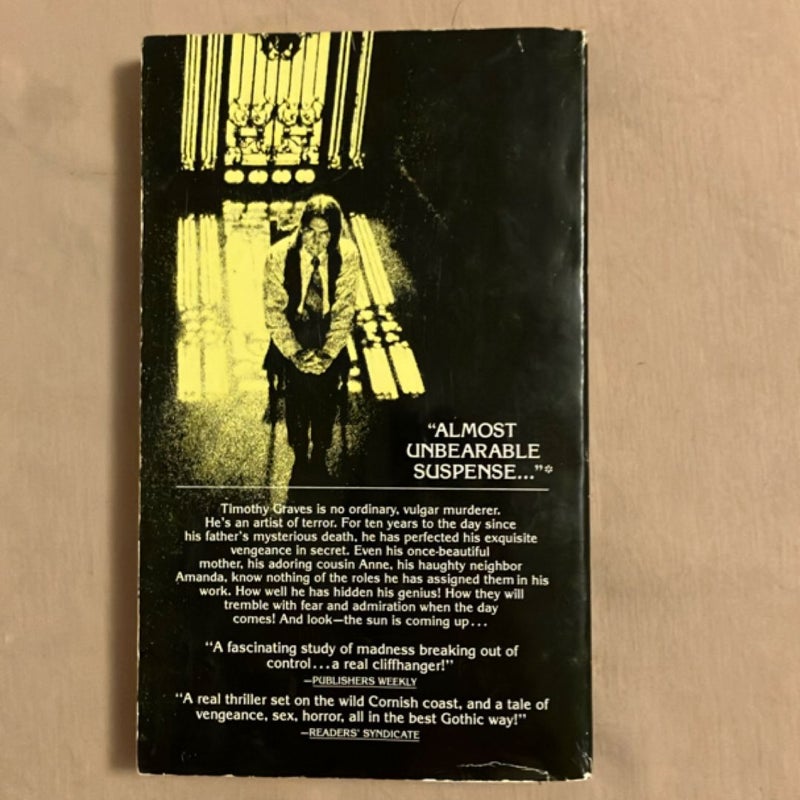 “ALMOST
UNBEARABLE
SUSPENSE...”*
Timothy Graves is no ordinary, vulgar murderer.
He's an artist of terror. For ten years to the day since
his father's mysterious death, he has perfected his exquisite
vengeance in secret. Even his once-beautiful
mother, his adoring cousin Anne, his haughty neighbor
Amanda, know nothing of the roles he has assigned them in his
work. How well he has hidden his genius! How they will
tremble with fear and admiration when the day
comes! And look—the sun is coming up...
“A fascinating study of madness breaking out of
control...a real cliffhanger!”
—PUBLISHERS WEEKLY
“A real thriller set on the wild Cornish coast, and a tale of
vengeance, sex, horror, all in the best Gothic way!”
—READERS' SYNDICATE